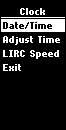 Clock
Date/Time
Adjust Time
LIRC Speed
Exit